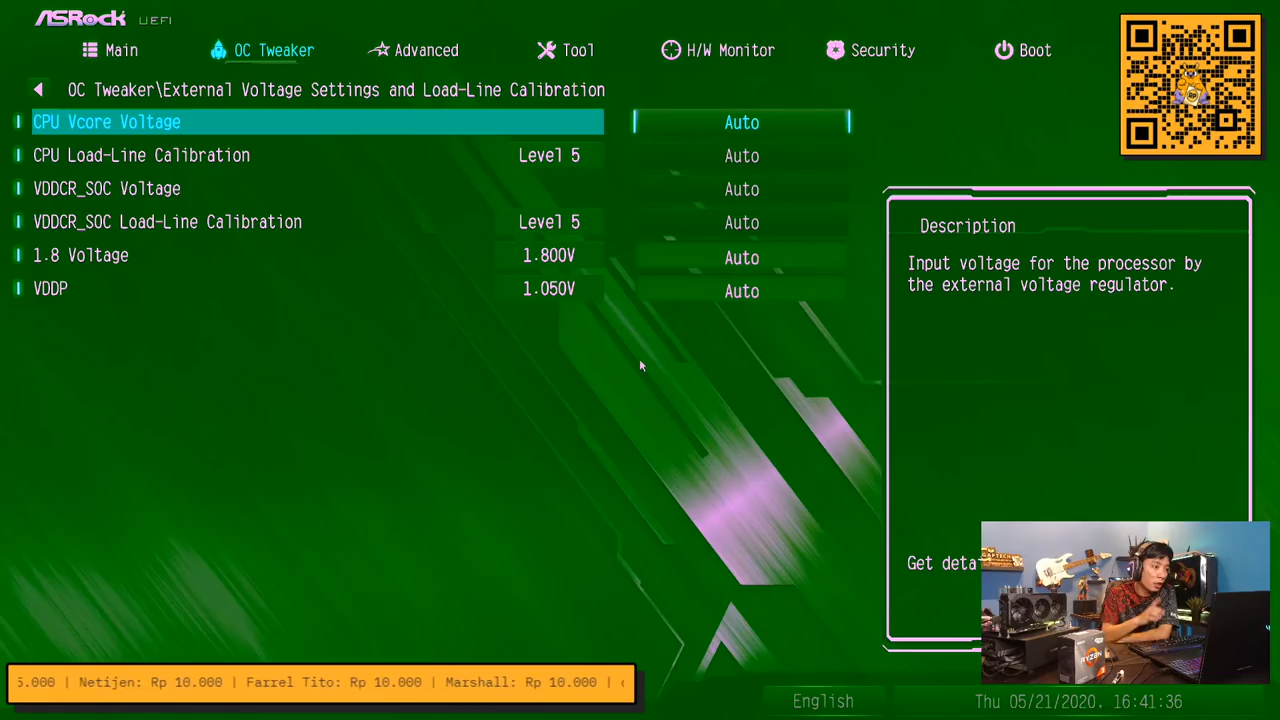 ASRock UEFI
Main
OC Tweaker
Advanced
Tool
H/W Monitor
Security
Boot
OC Tweaker\External Voltage Settings and Load-Line Calibration
CPU Vcore Voltage Auto
CPU Load-Line Calibration Level 5 Auto
VDDCR_SOC Voltage Auto
VDDCR_SOC Load-Line Calibration Level 5 Auto
1.8 Voltage 1.800V Auto
VDDP 1.050V Auto
Description
Input voltage for the processor by
the external voltage regulator.
Get deta
GAPTECH
RYZEN
5.000 | Netijen: Rp 10.000 | Farrel Tito: Rp 10.000 | Marshall: Rp 10.000 |
English
Thu 05/21/2020. 16:41:36